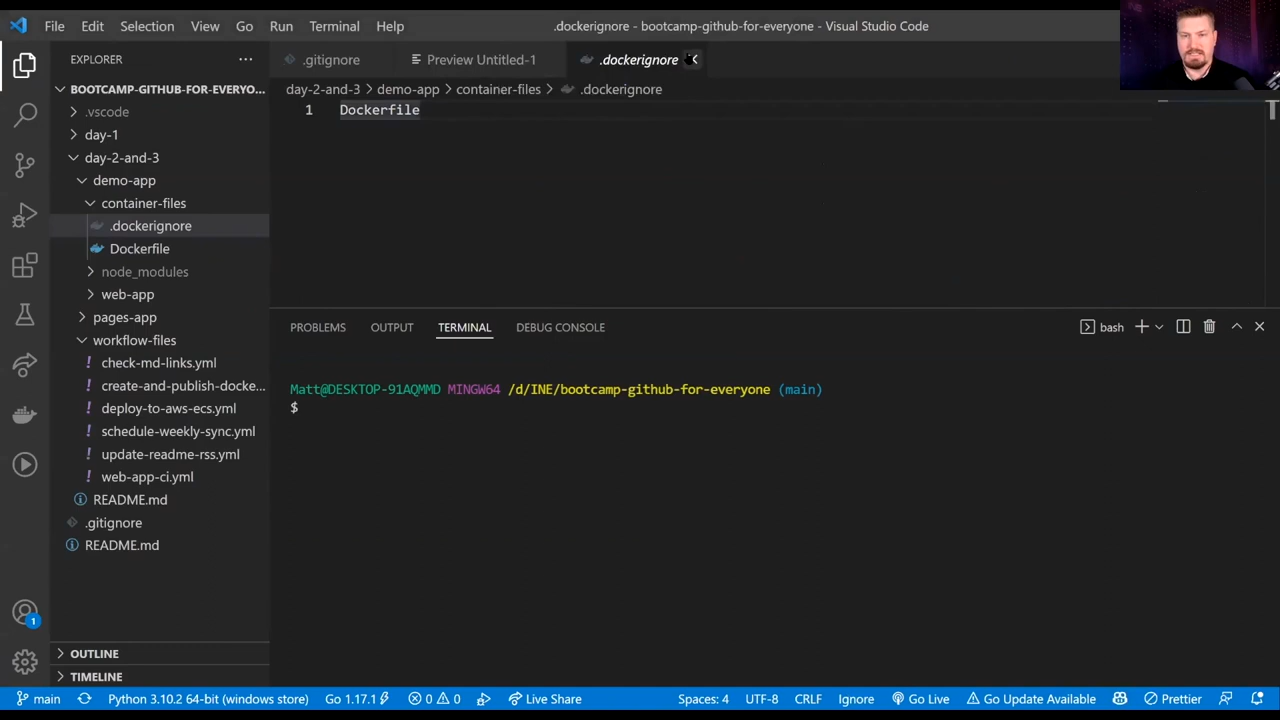 File Edit Selection View Go Run Terminal Help .dockerignore - bootcamp-github-for-everyone - Visual Studio Code
EXPLORER
.gitignore Preview Untitled-1 .dockerignore
BOOTCAMP-GITHUB-FOR-EVERYO...
day-2-and-3 > demo-app > container-files > .dockerignore
.vscode
1 Dockerfile
day-1
day-2-and-3
demo-app
container-files
.dockerignore
Dockerfile
node_modules
web-app
pages-app
workflow-files
check-md-links.yml
create-and-publish-docke...
deploy-to-aws-ecs.yml
schedule-weekly-sync.yml
update-readme-rss.yml
web-app-ci.yml
README.md
.gitignore
README.md
PROBLEMS OUTPUT TERMINAL DEBUG CONSOLE bash
Matt@DESKTOP-91AQMMD MINGW64 /d/INE/bootcamp-github-for-everyone (main)
$
1
OUTLINE
TIMELINE
main Python 3.10.2 64-bit (windows store) Go 1.17.1 0 0 Live Share Spaces: 4 UTF-8 CRLF Ignore Go Live Go Update Available Prettier